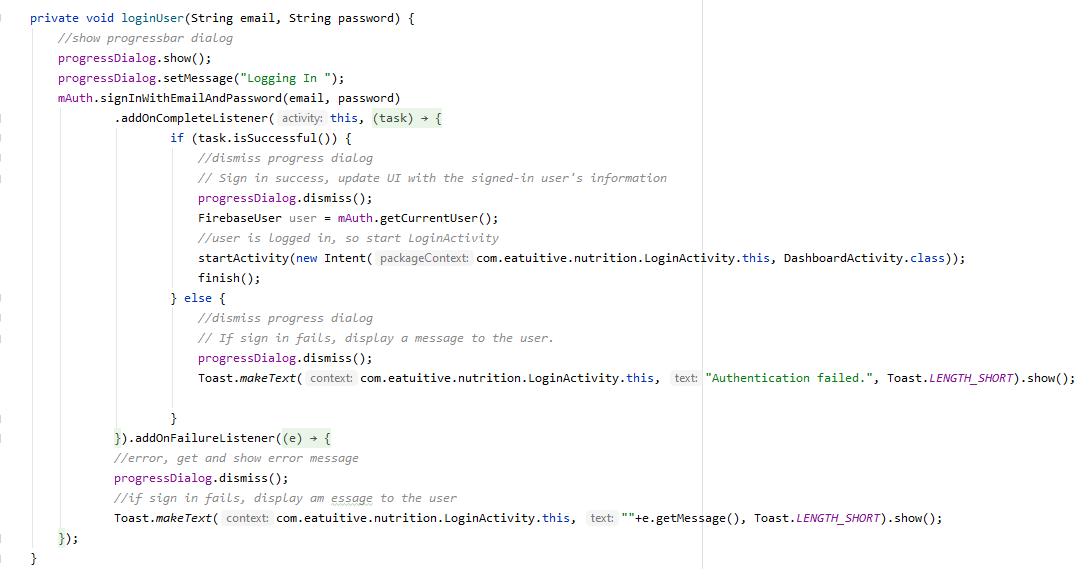 private void loginUser(String email, String password) {
//show progressbar dialog
progressDialog.show();
progressDialog.setMessage("Logging In ");
mAuth.signInWithEmailAndPassword(email, password)
.addOnCompleteListener( activity: this, (task) → {
if (task.isSuccessful()) {
//dismiss progress dialog
// Sign in success, update UI with the signed-in user's information
progressDialog.dismiss();
FirebaseUser user = mAuth.getCurrentUser();
//user is logged in, so start LoginActivity
startActivity(new Intent( packageContext: com.eatuitive.nutrition.LoginActivity.this, DashboardActivity.class));
finish();
} else {
//dismiss progress dialog
// If sign in fails, display a message to the user.
progressDialog.dismiss();
Toast.makeText( context: com.eatuitive.nutrition.LoginActivity.this, text: "Authentication failed.", Toast.LENGTH_SHORT).show();
}
}).addOnFailureListener((e) → {
//error, get and show error message
progressDialog.dismiss();
//if sign in fails, display am essage to the user
Toast.makeText( context: com.eatuitive.nutrition.LoginActivity.this, text: ""+e.getMessage(), Toast.LENGTH_SHORT).show();
});
}